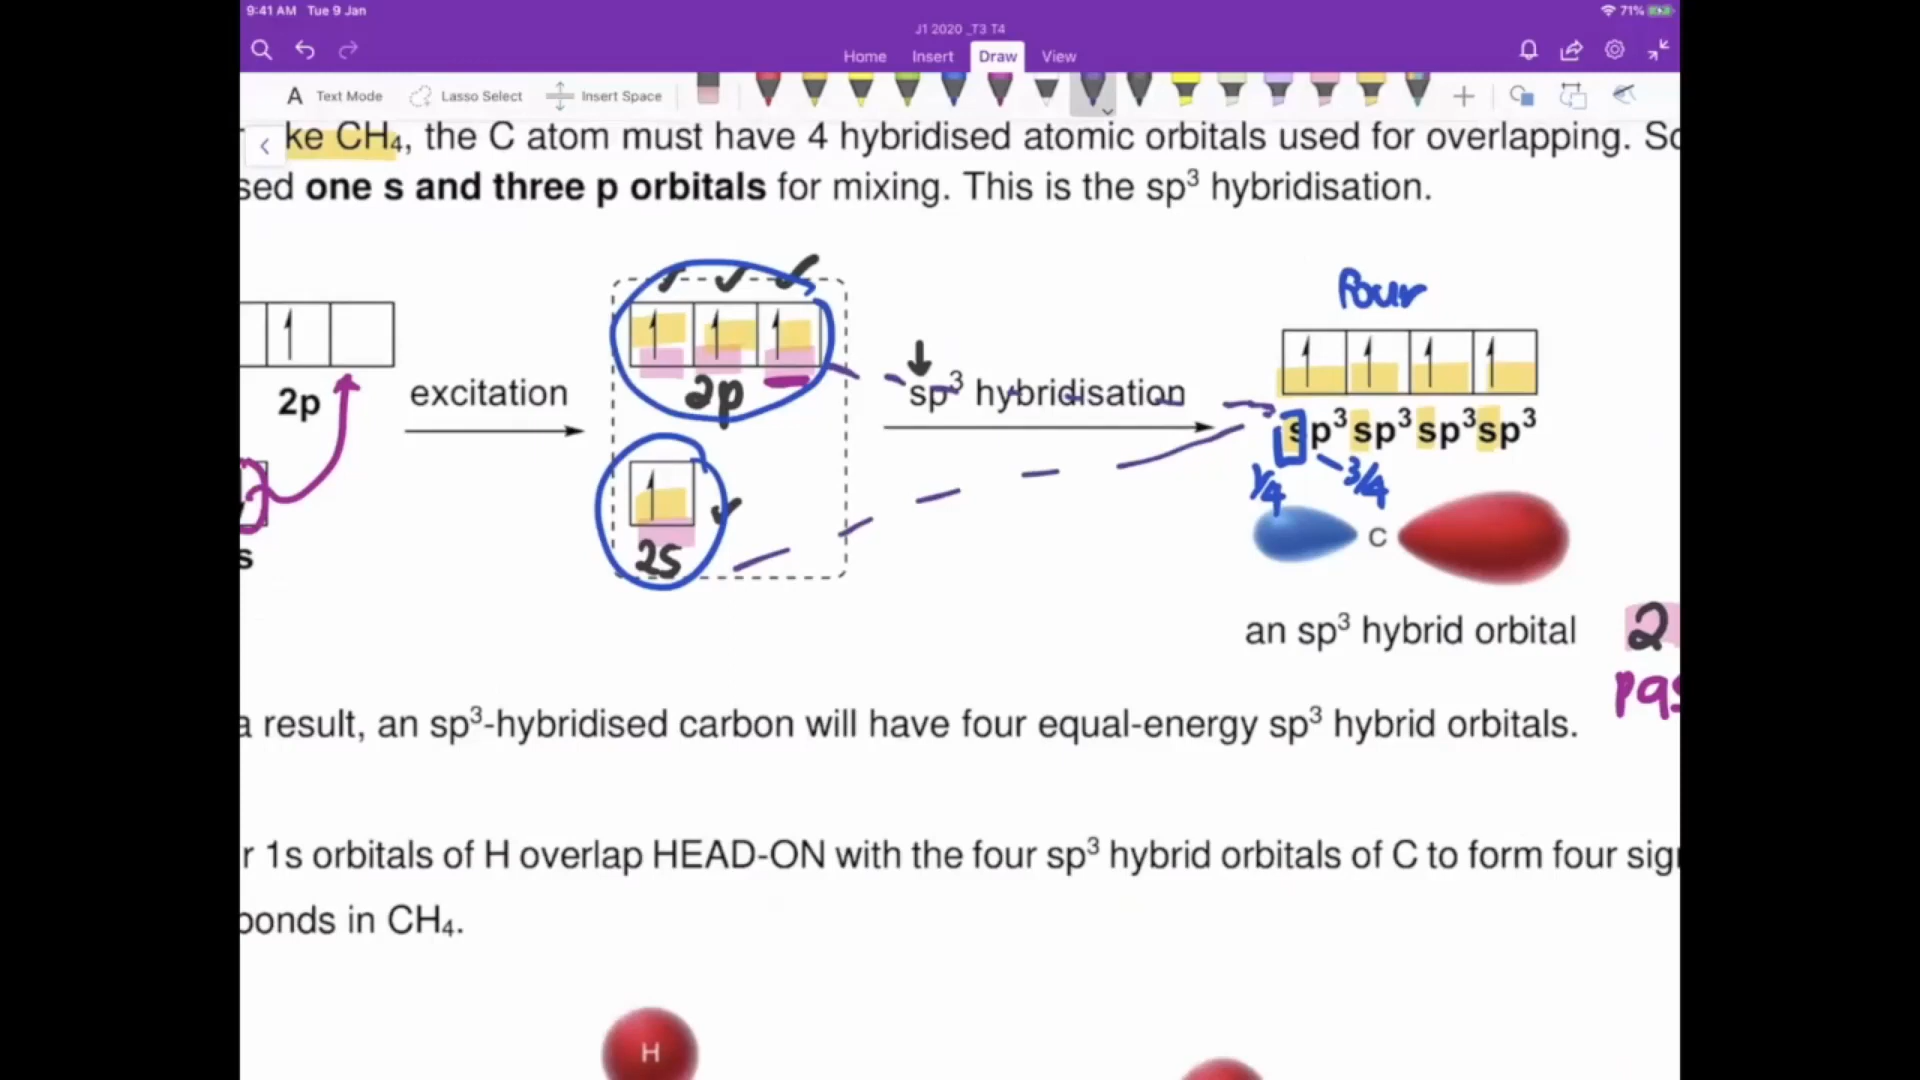 9:41 AM Tue 9 Jan
71%
J1 2020 _T3 T4
Home Insert Draw View
A Text Mode Lasso Select Insert Space
ke CH₄, the C atom must have 4 hybridised atomic orbitals used for overlapping. So
sed one s and three p orbitals for mixing. This is the sp³ hybridisation.
four
2p
excitation
2p
sp³ hybridisation
sp³ sp³ sp³ sp³
1/4 3/4
s
2s
C
an sp³ hybrid orbital
2
pas
a result, an sp³-hybridised carbon will have four equal-energy sp³ hybrid orbitals.
r 1s orbitals of H overlap HEAD-ON with the four sp³ hybrid orbitals of C to form four sig
bonds in CH₄.
H